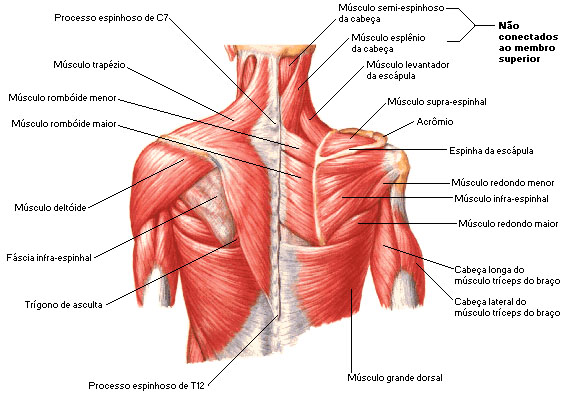 Processo espinhoso de C7
Músculo trapézio
Músculo rombóide menor
Músculo rombóide maior
Músculo deltóide
Fáscia infra-espinhal
Trígono de asculta
Processo espinhoso de T12
Músculo semi-espinhoso
da cabeça
Músculo esplênio
da cabeça
Não
conectados
ao membro
superior
Músculo levantador
da escápula
Músculo supra-espinhal
Acrômio
Espinha da escápula
Músculo redondo menor
Músculo infra-espinhal
Músculo redondo maior
Cabeça longa do
músculo tríceps do braço
Cabeça lateral do
músculo tríceps do braço
Músculo grande dorsal